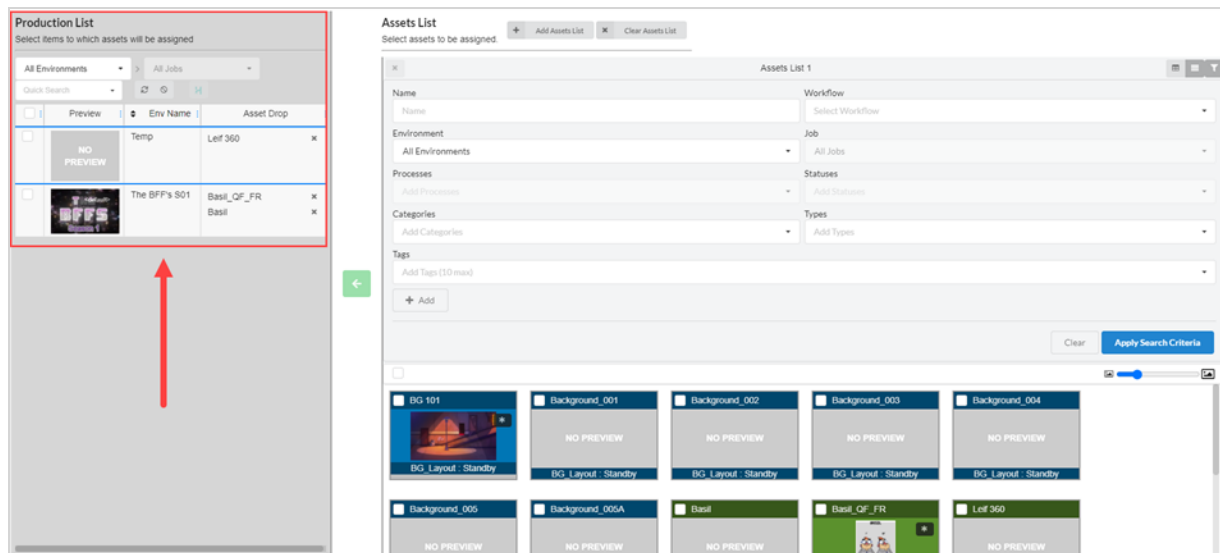 Production List
Select items to which assets will be assigned
All Environments
>
All Jobs
Quick Search
Preview
Env Name
Asset Drop
NO PREVIEW
Temp
Leif 360
BFFS
Season 1
The BFF's S01
Basil_QF_FR
Basil
Assets List
Select assets to be assigned.
+ Add Assets List
× Clear Assets List
Assets List 1
Name
Workflow
Name
Select Workflow
Environment
Job
All Environments
All Jobs
Processes
Statuses
Add Processes
Add Statuses
Categories
Types
Add Categories
Add Types
Tags
Add Tags (10 max)
+ Add
Clear
Apply Search Criteria
BG 101
Background_001
Background_002
Background_003
Background_004
NO PREVIEW
NO PREVIEW
NO PREVIEW
NO PREVIEW
BG_Layout : Standby
BG_Layout : Standby
BG_Layout : Standby
BG_Layout : Standby
BG_Layout : Standby
Background_005
Background_005A
Basil
Basil_QF_FR
Leif 360
NO PREVIEW
NO PREVIEW
NO PREVIEW
NO PREVIEW